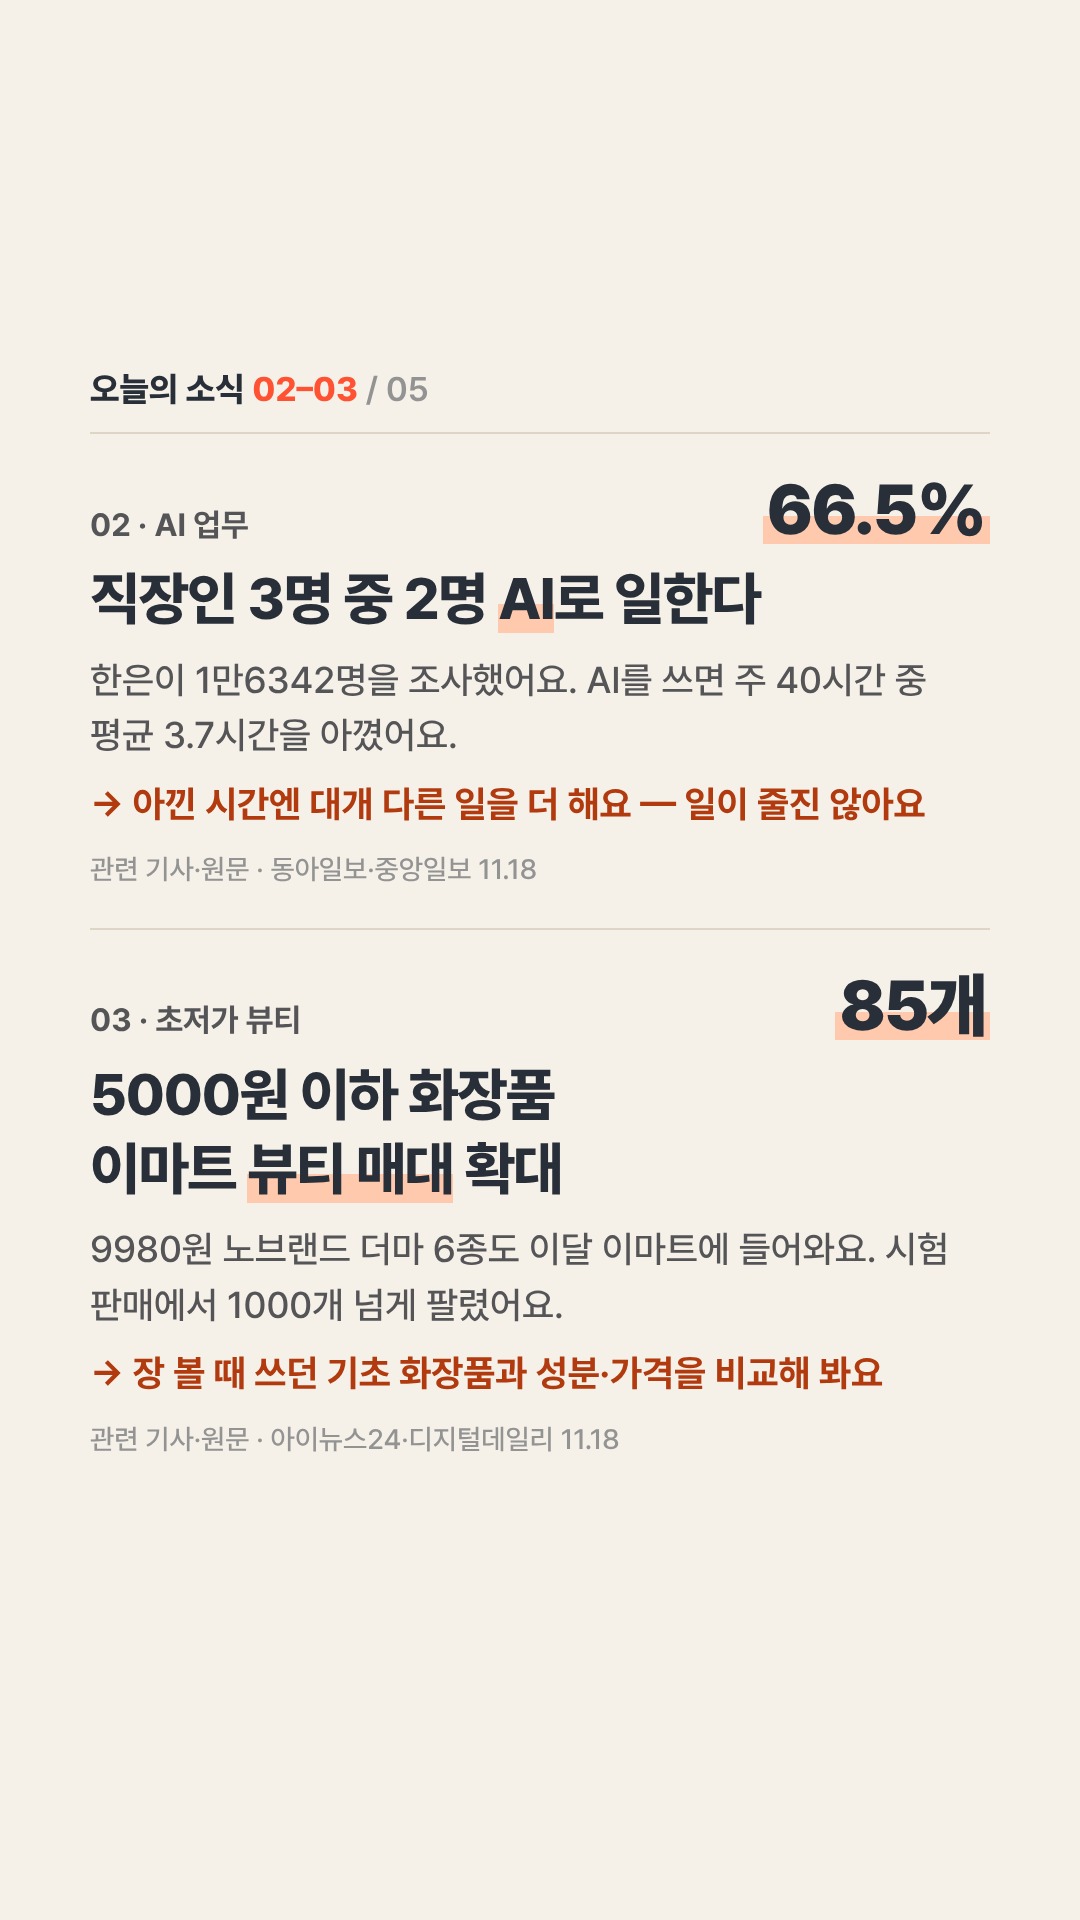 오늘의 소식 02–03 / 05
02 · AI 업무
66.5%
직장인 3명 중 2명 AI로 일한다
한은이 1만6342명을 조사했어요. AI를 쓰면 주 40시간 중
평균 3.7시간을 아꼈어요.
→ 아낀 시간엔 대개 다른 일을 더 해요 — 일이 줄진 않아요
관련 기사·원문 · 동아일보·중앙일보 11.18
03 · 초저가 뷰티
85개
5000원 이하 화장품
이마트 뷰티 매대 확대
9980원 노브랜드 더마 6종도 이달 이마트에 들어와요. 시험
판매에서 1000개 넘게 팔렸어요.
→ 장 볼 때 쓰던 기초 화장품과 성분·가격을 비교해 봐요
관련 기사·원문 · 아이뉴스24·디지털데일리 11.18